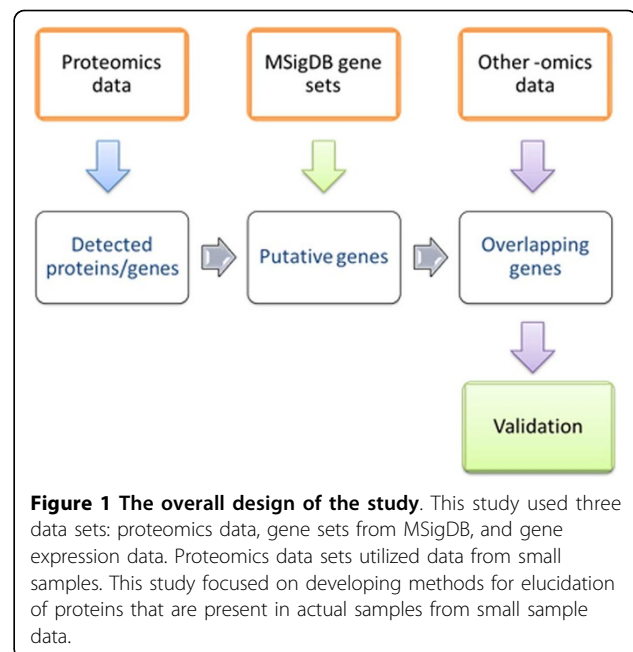 Proteomics
data
MSigDB gene
sets
Other -omics
data
Detected
proteins/genes
Putative genes
Overlapping
genes
Validation
Figure 1 The overall design of the study. This study used three
data sets: proteomics data, gene sets from MSigDB, and gene
expression data. Proteomics data sets utilized data from small
samples. This study focused on developing methods for elucidation
of proteins that are present in actual samples from small sample
data.